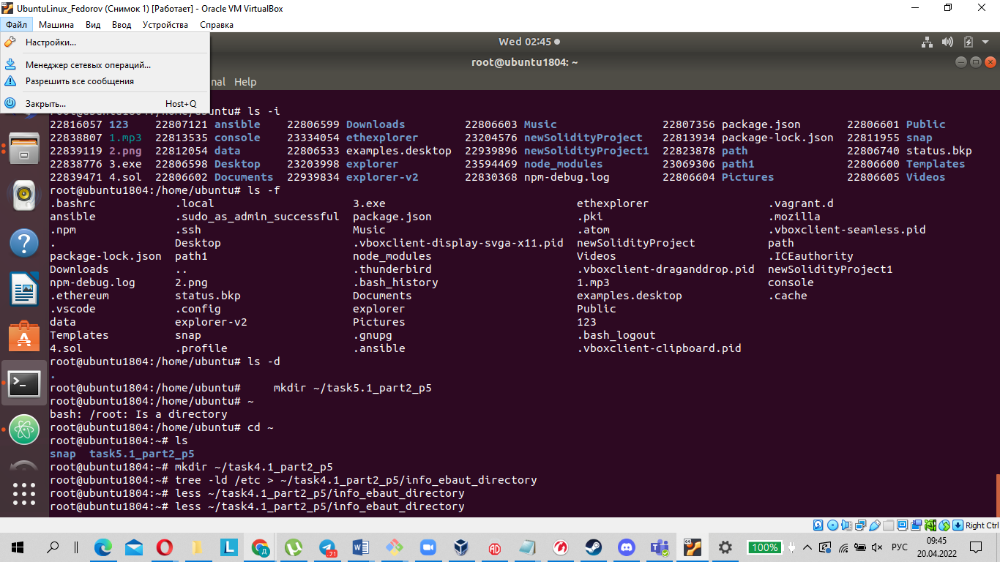 UbuntuLinux_Fedorov (Снимок 1) [Работает] - Oracle VM VirtualBox
Файл Машина Вид Ввод Устройства Справка
Настройки...
Менеджер сетевых операций...
Разрешить все сообщения
Закрыть... Host+Q
Wed 02:45
root@ubuntu1804: ~
nal Help
root@ubuntu1804:/home/ubuntu# ls -i
22816057 123 22807121 ansible 22806599 Downloads 22806603 Music 22807356 package.json 22806601 Public
22838807 1.mp3 22813535 console 23334054 ethexplorer 23204576 newSolidityProject 22813934 package-lock.json 22811955 snap
22839119 2.png 22812054 data 22806533 examples.desktop 22939896 newSolidityProject1 22823878 path 22806740 status.bkp
22838776 3.exe 22806598 Desktop 23203998 explorer 23594469 node_modules 23069306 path1 22806600 Templates
22839471 4.sol 22806602 Documents 22939834 explorer-v2 22830368 npm-debug.log 22806604 Pictures 22806605 Videos
root@ubuntu1804:/home/ubuntu# ls -f
.bashrc .local 3.exe ethexplorer .vagrant.d
ansible .sudo_as_admin_successful package.json .pki .mozilla
.npm .ssh Music .atom .vboxclient-seamless.pid
. Desktop .vboxclient-display-svga-x11.pid newSolidityProject path
package-lock.json path1 node_modules Videos .ICEauthority
Downloads .. .thunderbird .vboxclient-draganddrop.pid newSolidityProject1
npm-debug.log 2.png .bash_history 1.mp3 console
.ethereum status.bkp Documents examples.desktop .cache
.vscode .config explorer Public
data explorer-v2 Pictures 123
Templates snap .gnupg .bash_logout
4.sol .profile .ansible .vboxclient-clipboard.pid
root@ubuntu1804:/home/ubuntu# ls -d
.
root@ubuntu1804:/home/ubuntu#     mkdir ~/task5.1_part2_p5
root@ubuntu1804:/home/ubuntu# ~
bash: /root: Is a directory
root@ubuntu1804:/home/ubuntu# cd ~
root@ubuntu1804:~# ls
snap task5.1_part2_p5
root@ubuntu1804:~# mkdir ~/task4.1_part2_p5
root@ubuntu1804:~# tree -ld /etc > ~/task4.1_part2_p5/info_ebaut_directory
root@ubuntu1804:~# less ~/task4.1_part2_p5/info_ebaut_directory
root@ubuntu1804:~# less ~/task4.1_part2_p5/info_ebaut_directory
Right Ctrl
100% РУС 09:45
20.04.2022